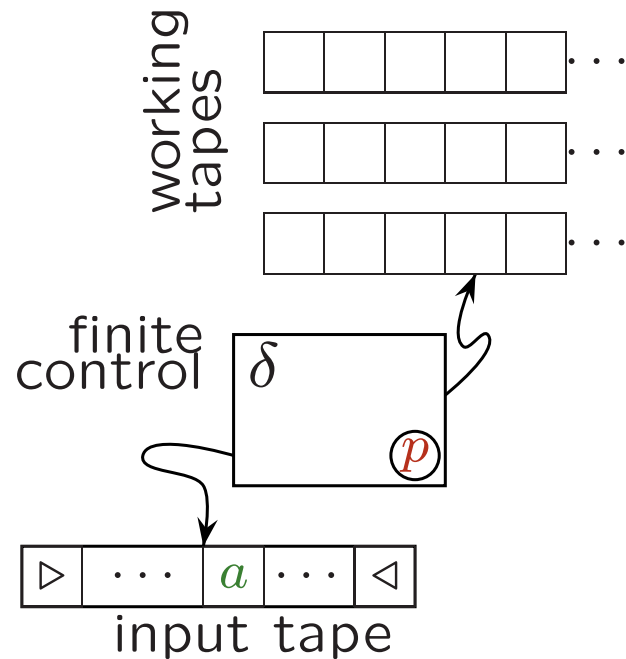 working
tapes
· · ·
· · ·
· · ·
finite
control
δ
p
▷ · · · a · · · ◁
input tape